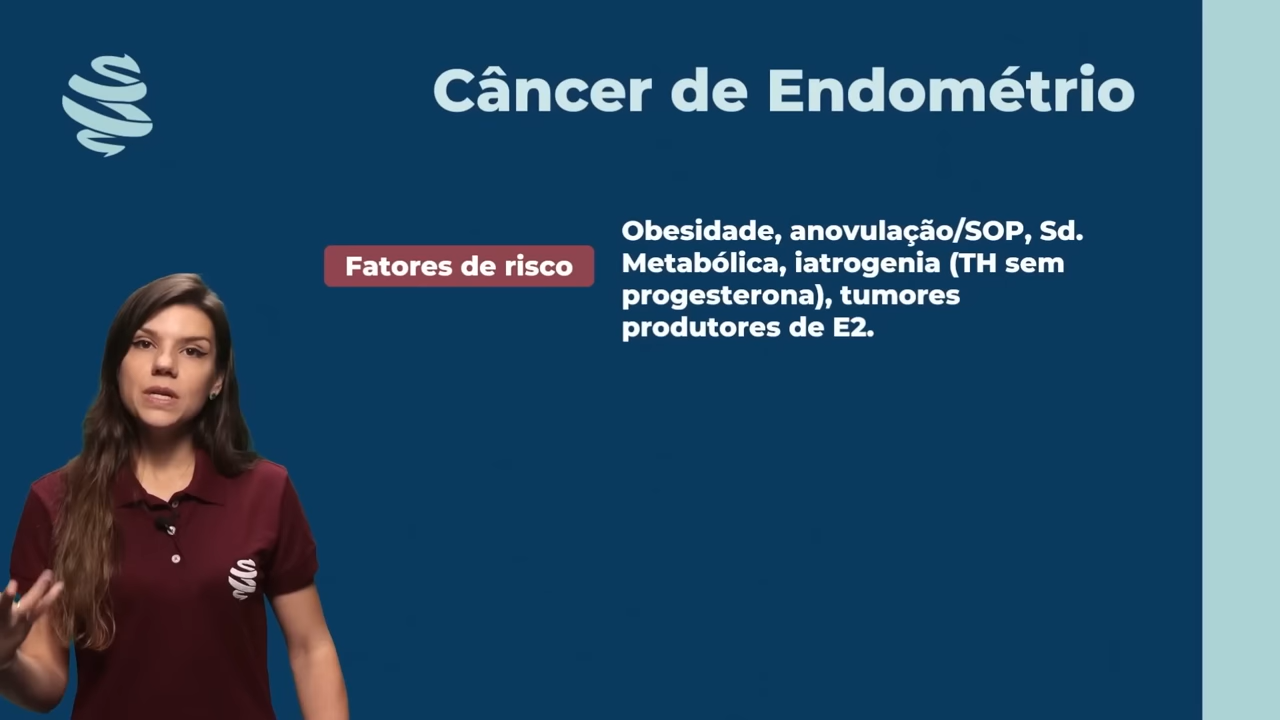 Câncer de Endométrio
Fatores de risco
Obesidade, anovulação/SOP, Sd.
Metabólica, iatrogenia (TH sem
progesterona), tumores
produtores de E2.